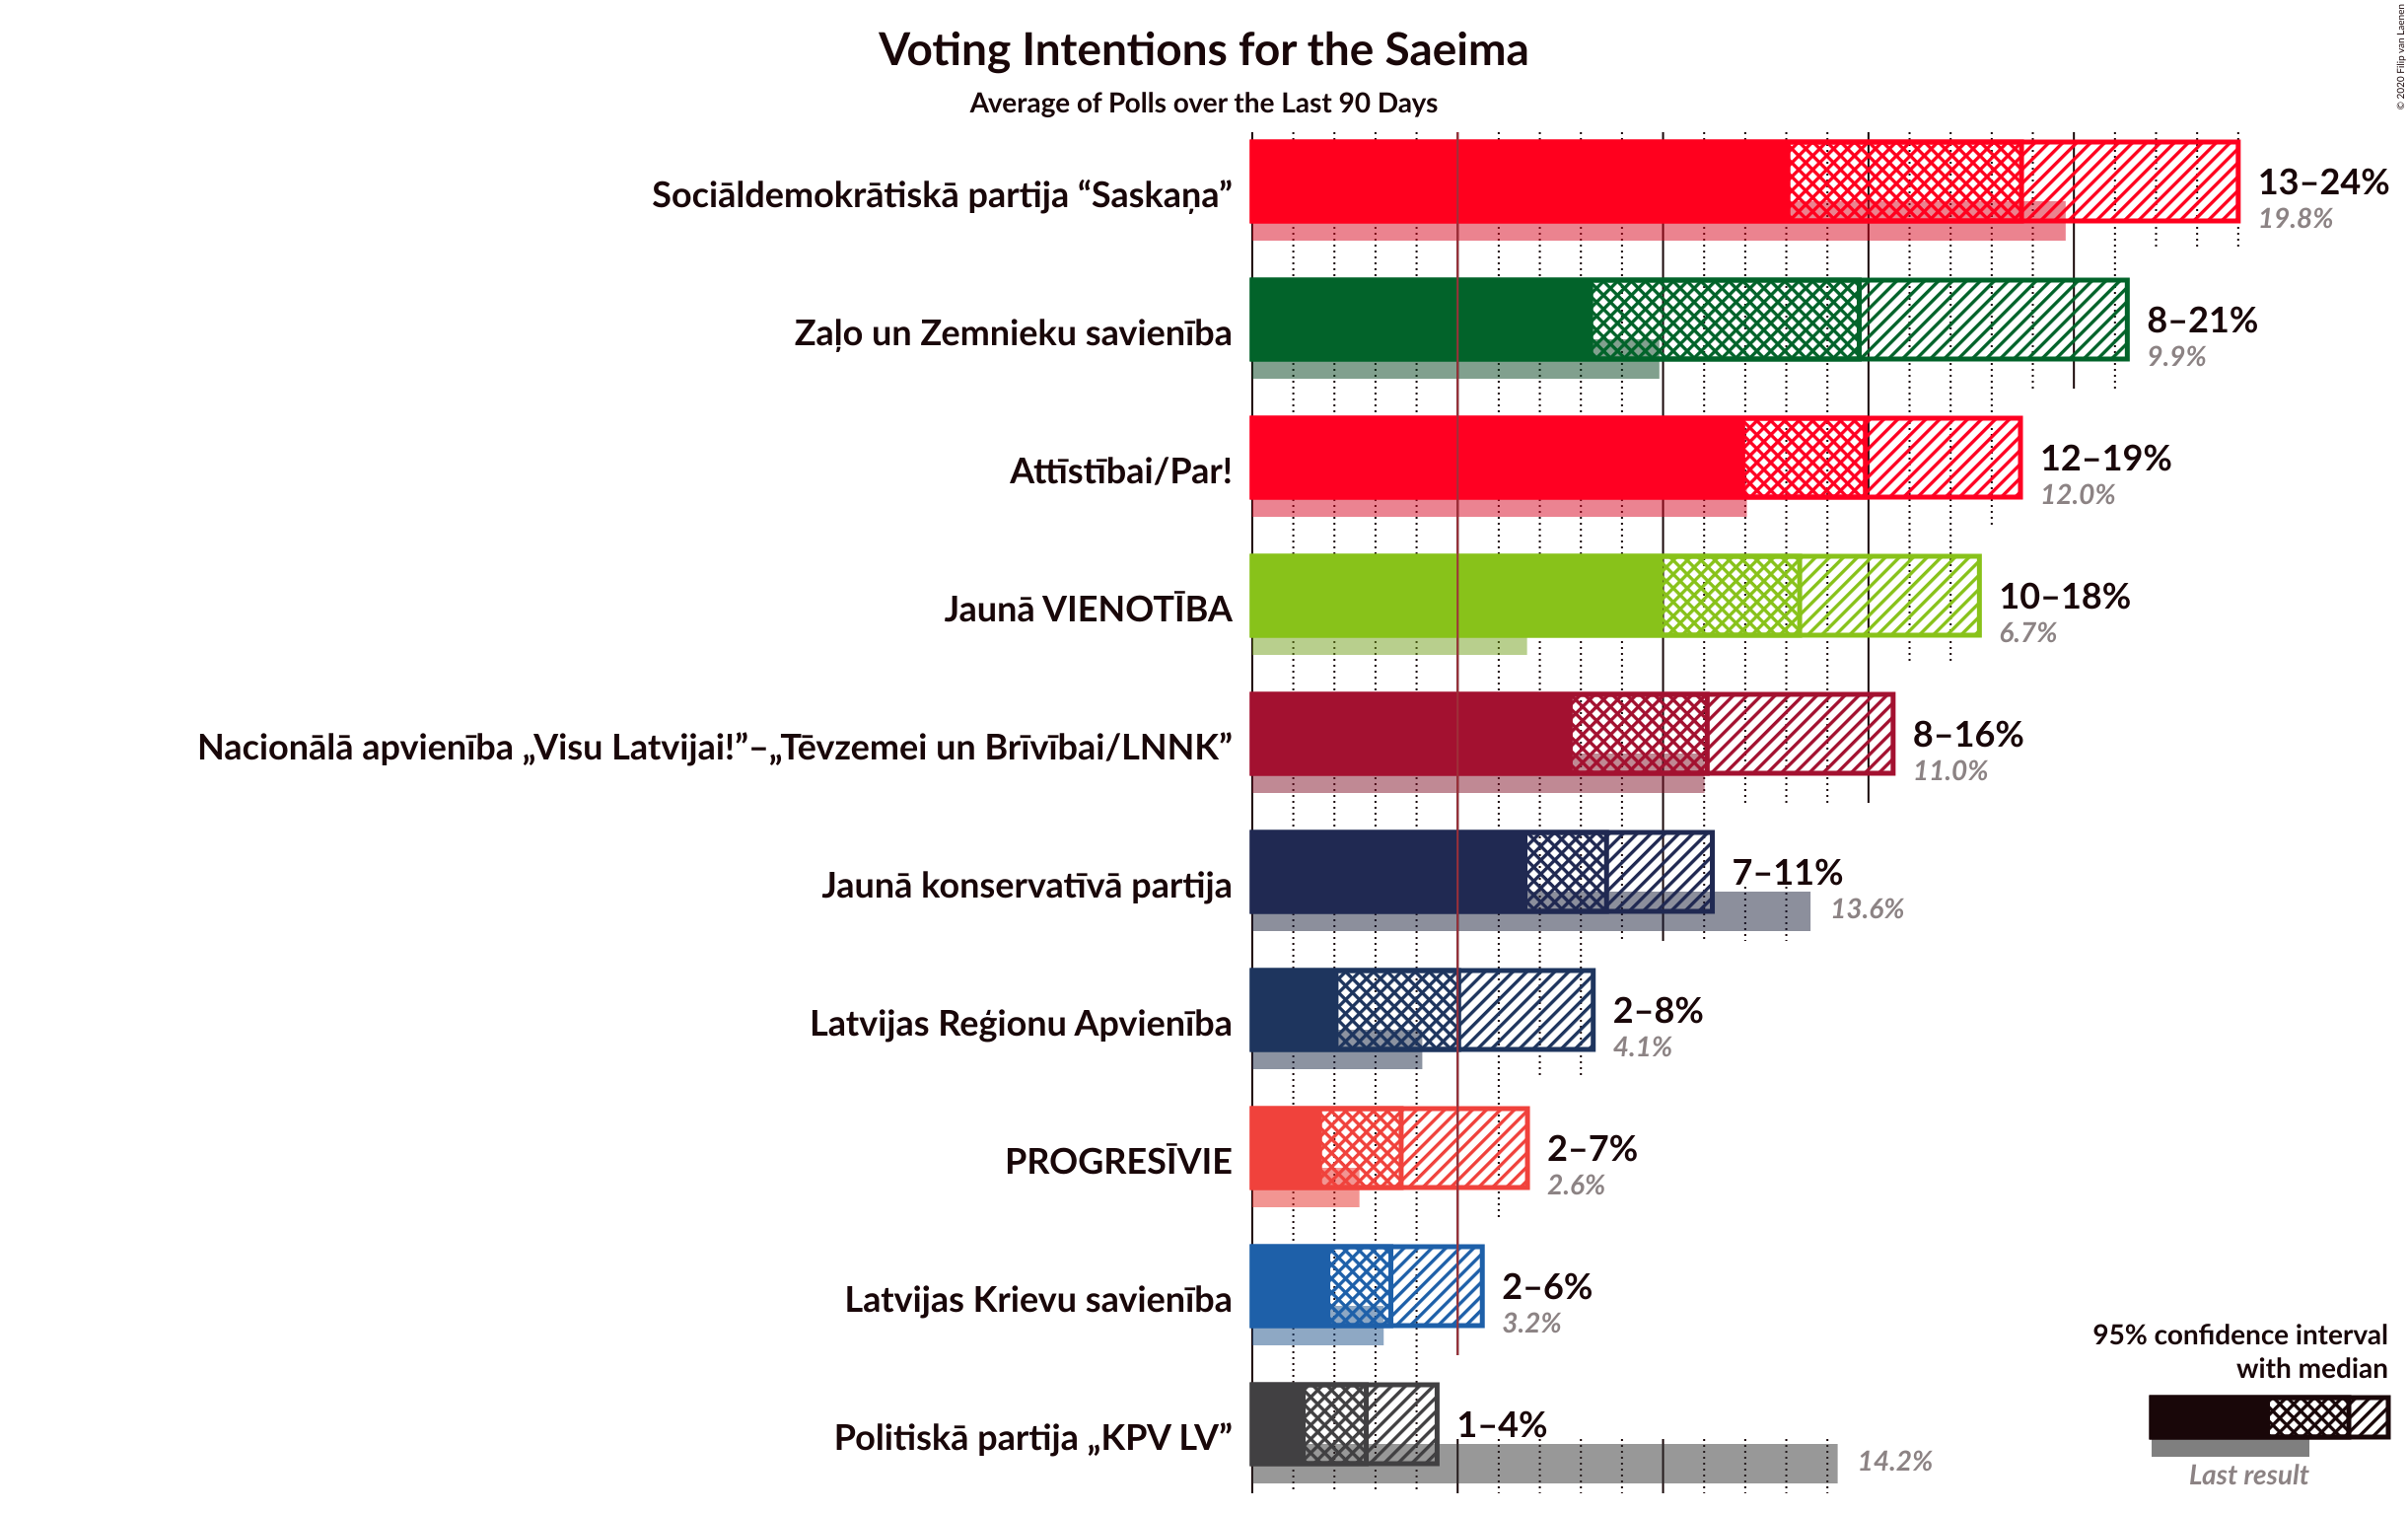 Voting Intentions for the Saeima
Average of Polls over the Last 90 Days
© 2020 Filip van Laenen
Sociāldemokrātiskā partija “Saskaņa”
13–24%
19.8%
Zaļo un Zemnieku savienība
8–21%
9.9%
Attīstībai/Par!
12–19%
12.0%
Jaunā VIENOTĪBA
10–18%
6.7%
Nacionālā apvienība „Visu Latvijai!”–„Tēvzemei un Brīvībai/LNNK”
8–16%
11.0%
Jaunā konservatīvā partija
7–11%
13.6%
Latvijas Reģionu Apvienība
2–8%
4.1%
PROGRESĪVIE
2–7%
2.6%
Latvijas Krievu savienība
2–6%
3.2%
Politiskā partija „KPV LV”
1–4%
14.2%
95% confidence interval
with median
Last result